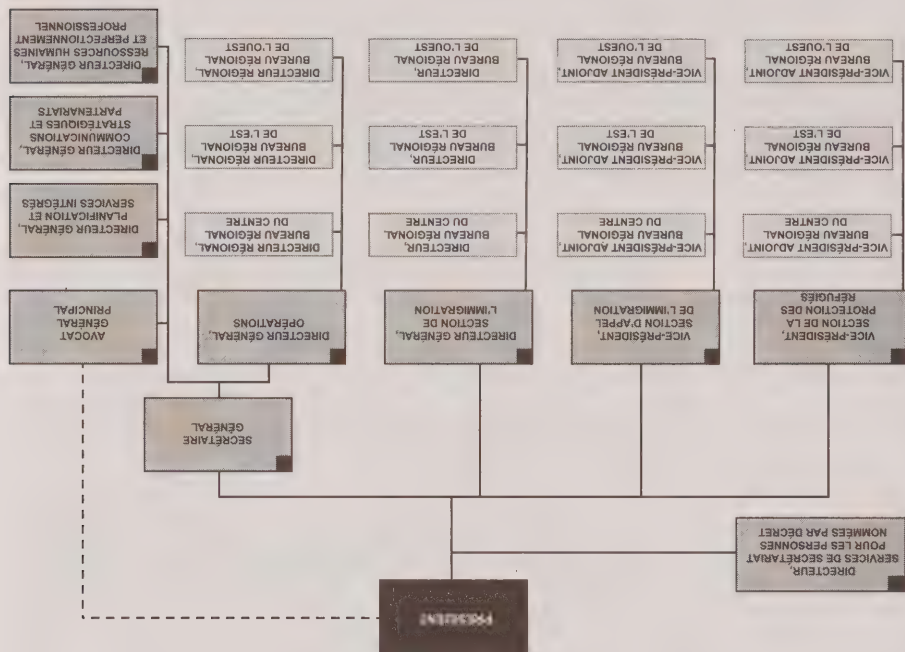 PRÉSIDENT
DIRECTEUR,
SERVICES DE SECRÉTARIAT
POUR LES PERSONNES
NOMMÉES PAR DÉCRET
SECRÉTAIRE
GÉNÉRAL
VICE-PRÉSIDENT,
SECTION DE LA
PROTECTION DES
RÉFUGIÉS
VICE-PRÉSIDENT,
SECTION D'APPEL
DE L'IMMIGRATION
DIRECTEUR GÉNÉRAL,
SECTION DE
L'IMMIGRATION
DIRECTEUR GÉNÉRAL,
OPÉRATIONS
AVOCAT
GÉNÉRAL
PRINCIPAL
VICE-PRÉSIDENT ADJOINT,
BUREAU RÉGIONAL
DU CENTRE
VICE-PRÉSIDENT ADJOINT,
BUREAU RÉGIONAL
DU CENTRE
DIRECTEUR,
BUREAU RÉGIONAL
DU CENTRE
DIRECTEUR RÉGIONAL,
BUREAU RÉGIONAL
DU CENTRE
DIRECTEUR GÉNÉRAL,
PLANIFICATION ET
SERVICES INTÉGRÉS
VICE-PRÉSIDENT ADJOINT,
BUREAU RÉGIONAL
DE L'EST
VICE-PRÉSIDENT ADJOINT,
BUREAU RÉGIONAL
DE L'EST
DIRECTEUR,
BUREAU RÉGIONAL
DE L'EST
DIRECTEUR RÉGIONAL,
BUREAU RÉGIONAL
DE L'EST
DIRECTEUR GÉNÉRAL,
COMMUNICATIONS
STRATÉGIQUES ET
PARTENARIATS
VICE-PRÉSIDENT ADJOINT,
BUREAU RÉGIONAL
DE L'OUEST
VICE-PRÉSIDENT ADJOINT,
BUREAU RÉGIONAL
DE L'OUEST
DIRECTEUR,
BUREAU RÉGIONAL
DE L'OUEST
DIRECTEUR RÉGIONAL,
BUREAU RÉGIONAL
DE L'OUEST
DIRECTEUR GÉNÉRAL,
RESSOURCES HUMAINES
ET PERFECTIONNEMENT
PROFESSIONNEL